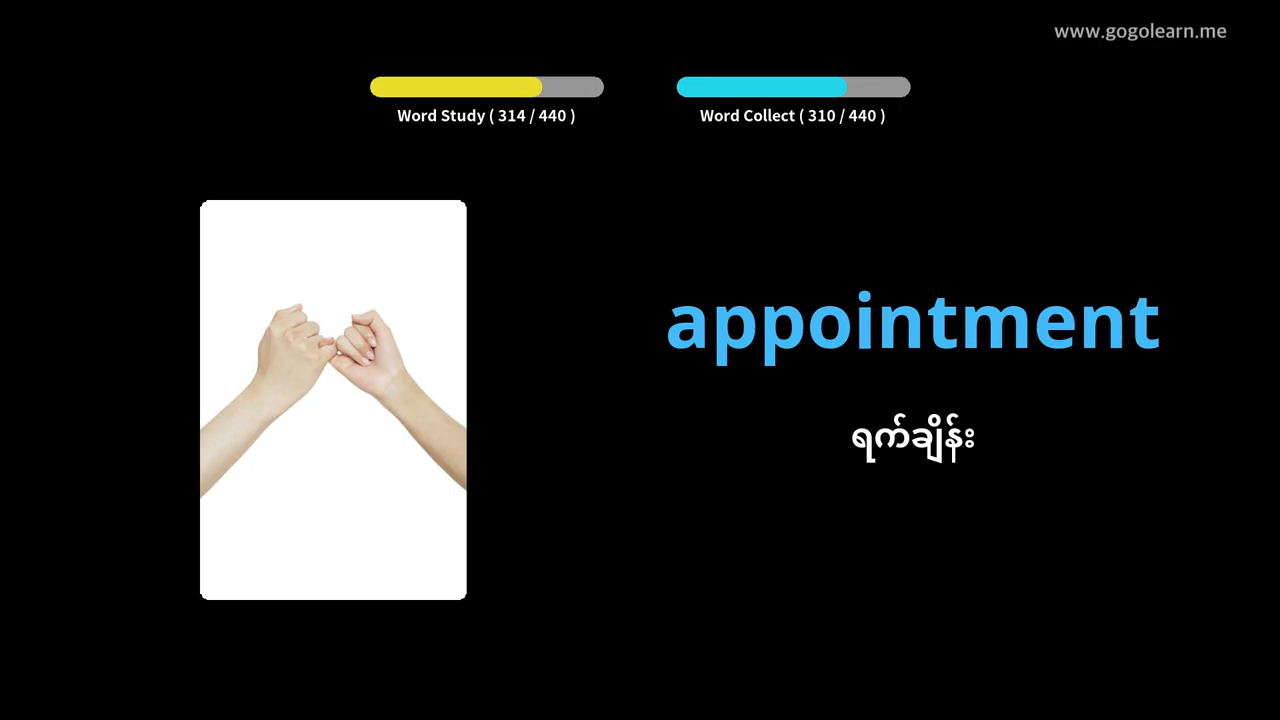 www.gogolearn.me
Word Study ( 314 / 440 )
Word Collect ( 310 / 440 )
appointment
ရက်ချိန်း